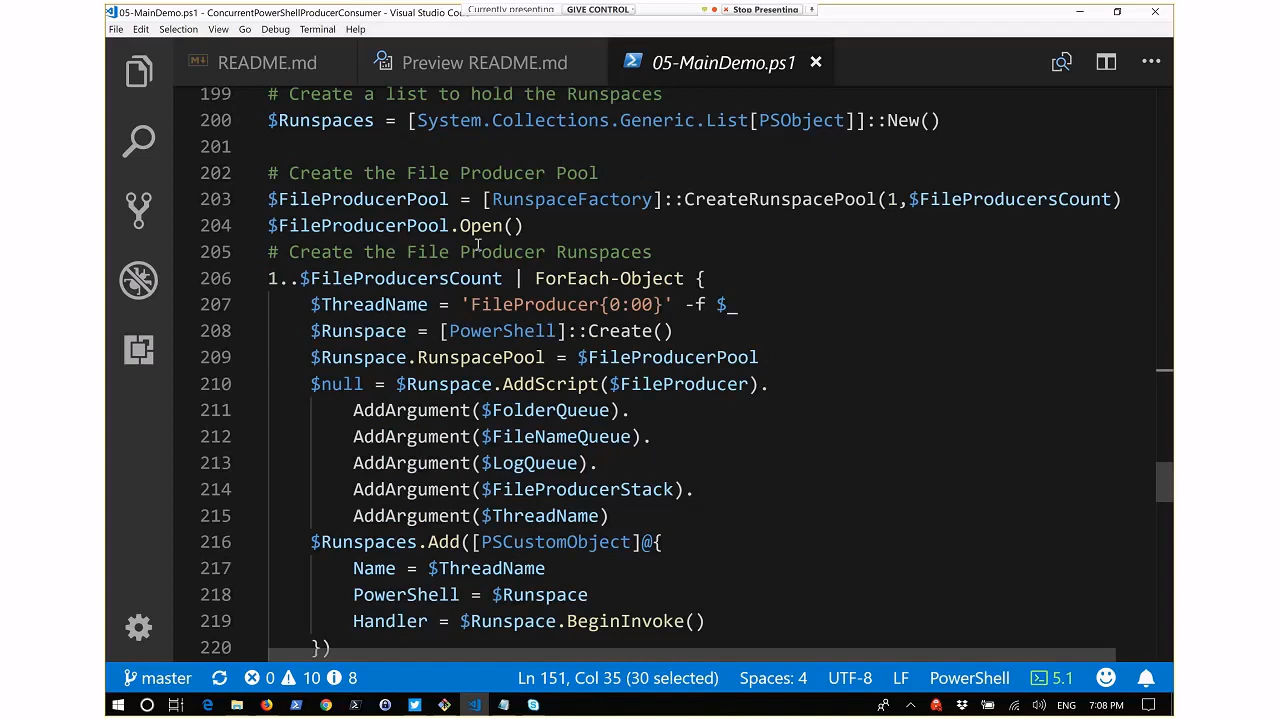 05-MainDemo.ps1 - ConcurrentPowerShellProducerConsumer - Visual Studio Co
Currently presenting GIVE CONTROL Stop Presenting
File Edit Selection View Go Debug Terminal Help
README.md Preview README.md 05-MainDemo.ps1
199 # Create a list to hold the Runspaces
200 $Runspaces = [System.Collections.Generic.List[PSObject]]::New()
201
202 # Create the File Producer Pool
203 $FileProducerPool = [RunspaceFactory]::CreateRunspacePool(1,$FileProducersCount)
204 $FileProducerPool.Open()
205 # Create the File Producer Runspaces
206 1..$FileProducersCount | ForEach-Object {
207 $ThreadName = 'FileProducer{0:00}' -f $_
208 $Runspace = [PowerShell]::Create()
209 $Runspace.RunspacePool = $FileProducerPool
210 $null = $Runspace.AddScript($FileProducer).
211 AddArgument($FolderQueue).
212 AddArgument($FileNameQueue).
213 AddArgument($LogQueue).
214 AddArgument($FileProducerStack).
215 AddArgument($ThreadName)
216 $Runspaces.Add([PSCustomObject]@{
217 Name = $ThreadName
218 PowerShell = $Runspace
219 Handler = $Runspace.BeginInvoke()
220 })
master 0 10 8 Ln 151, Col 35 (30 selected) Spaces: 4 UTF-8 LF PowerShell 5.1
ENG 7:08 PM